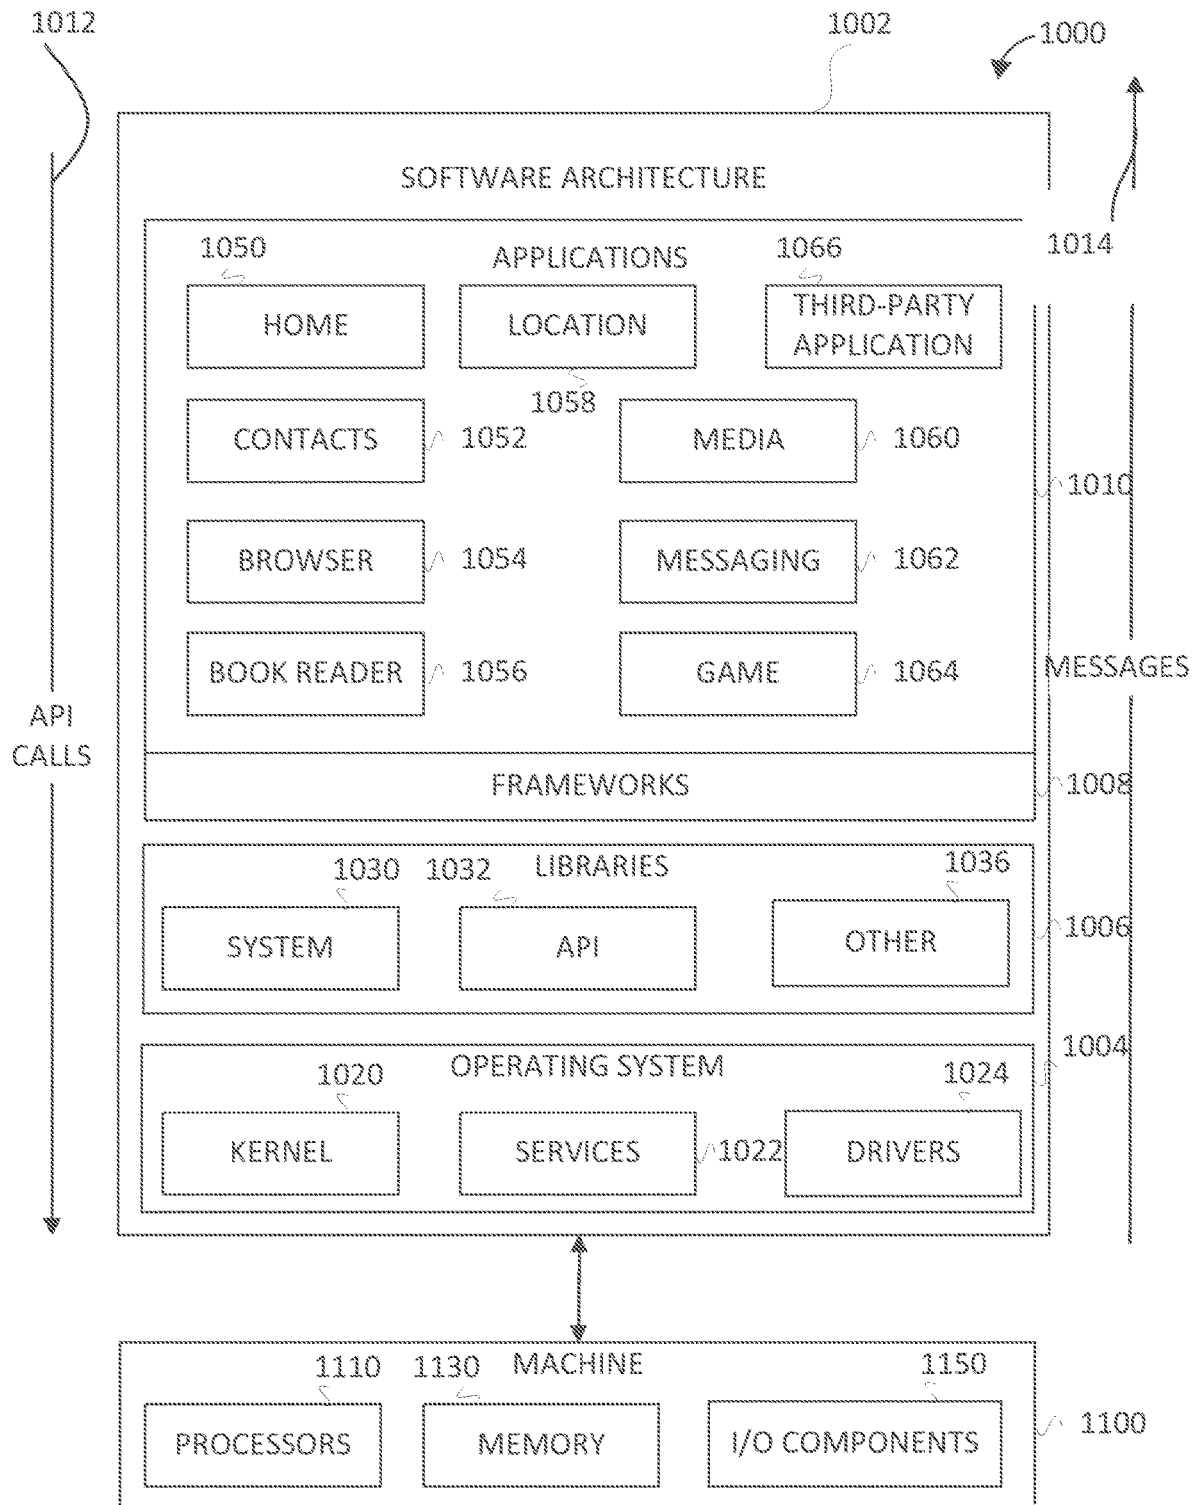 1012
1002
1000
SOFTWARE ARCHITECTURE
1014
1050
APPLICATIONS
1066
HOME
LOCATION
THIRD-PARTY
APPLICATION
1058
CONTACTS
1052
MEDIA
1060
1010
BROWSER
1054
MESSAGING
1062
BOOK READER
1056
GAME
1064
MESSAGES
API
CALLS
FRAMEWORKS
1008
1030
1032
LIBRARIES
1036
SYSTEM
API
OTHER
1006
OPERATING SYSTEM
1004
1020
1024
KERNEL
SERVICES
1022
DRIVERS
1110
1130
MACHINE
1150
PROCESSORS
MEMORY
I/O COMPONENTS
1100